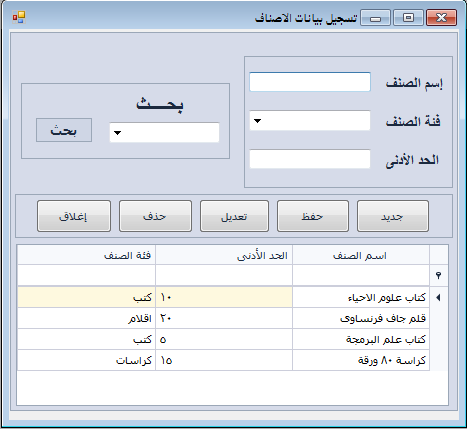 تسجيل بيانات الاصناف
إسم الصنف
فئة الصنف
الحد الأدنى
بحـــث
بحث
جديد حفظ تعديل حذف إغلاق
اسم الصنف الحد الأدنى فئة الصنف
كتاب علوم الاحياء ١٠ كتب
قلم جاف فرنساوى ٢٠ اقلام
كتاب علم البرمجة ٥ كتب
كراسة ٨٠ ورقة ١٥ كراسات